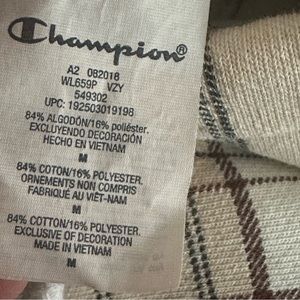 Champion®
A2 082018
WL659P VZY
549302
UPC: 192503019198
84% ALGODÓN/16% poliéster.
EXCLUYENDO DECORACIÓN
HECHO EN VIETNAM
M
84% COTON/16% POLYESTER.
ORNEMENTS NON COMPRIS
FABRIQUÉ AU VIÊT-NAM
M
84% COTTON/16% POLYESTER.
EXCLUSIVE OF DECORATION
MADE IN VIETNAM
M